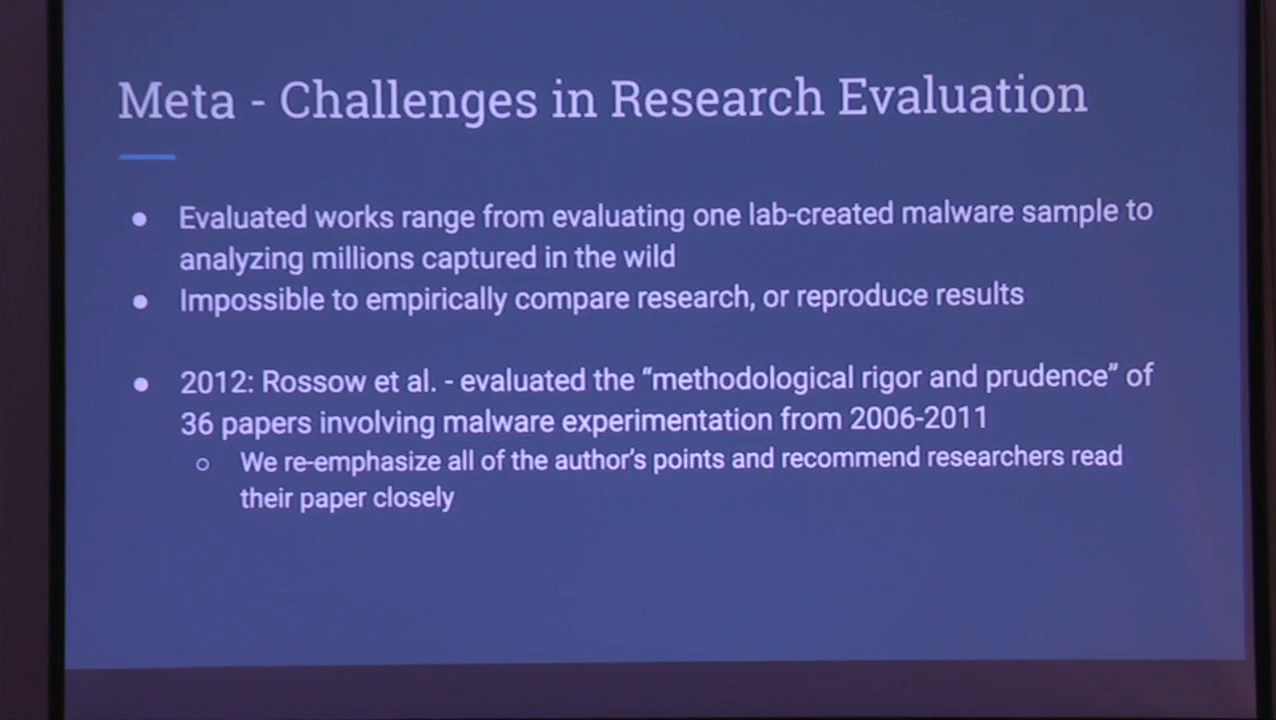 Meta - Challenges in Research Evaluation
● Evaluated works range from evaluating one lab-created malware sample to
analyzing millions captured in the wild
● Impossible to empirically compare research, or reproduce results
● 2012: Rossow et al. - evaluated the “methodological rigor and prudence” of
36 papers involving malware experimentation from 2006-2011
○ We re-emphasize all of the author's points and recommend researchers read
their paper closely